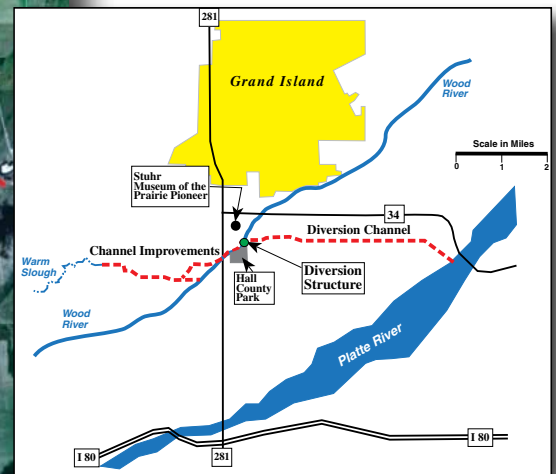 281
Grand Island
Wood
River
Scale in Miles
0 1 2
Stuhr
Museum of the
Prairie Pioneer
34
Channel Improvements
Diversion Channel
Warm
Slough
Hall
County
Park
Diversion
Structure
Wood
River
Platte River
I 80
281
I 80